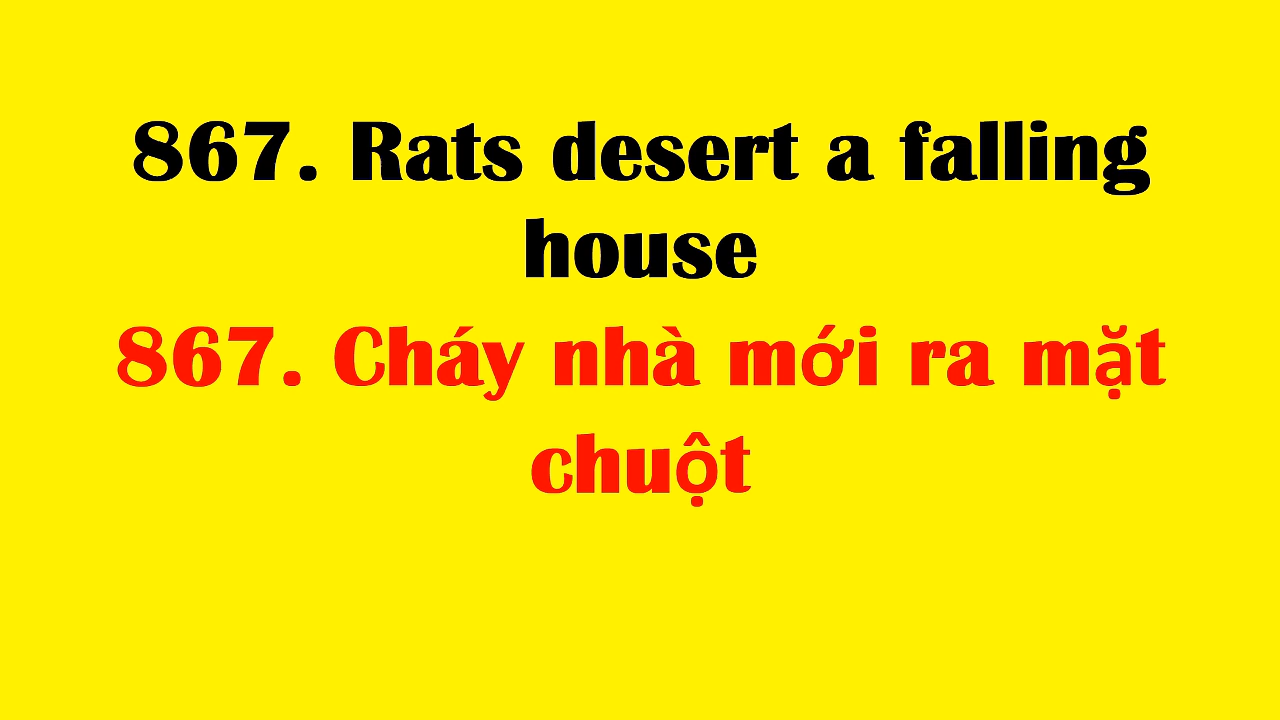 867. Rats desert a falling
house
867. Cháy nhà mới ra mặt
chuột